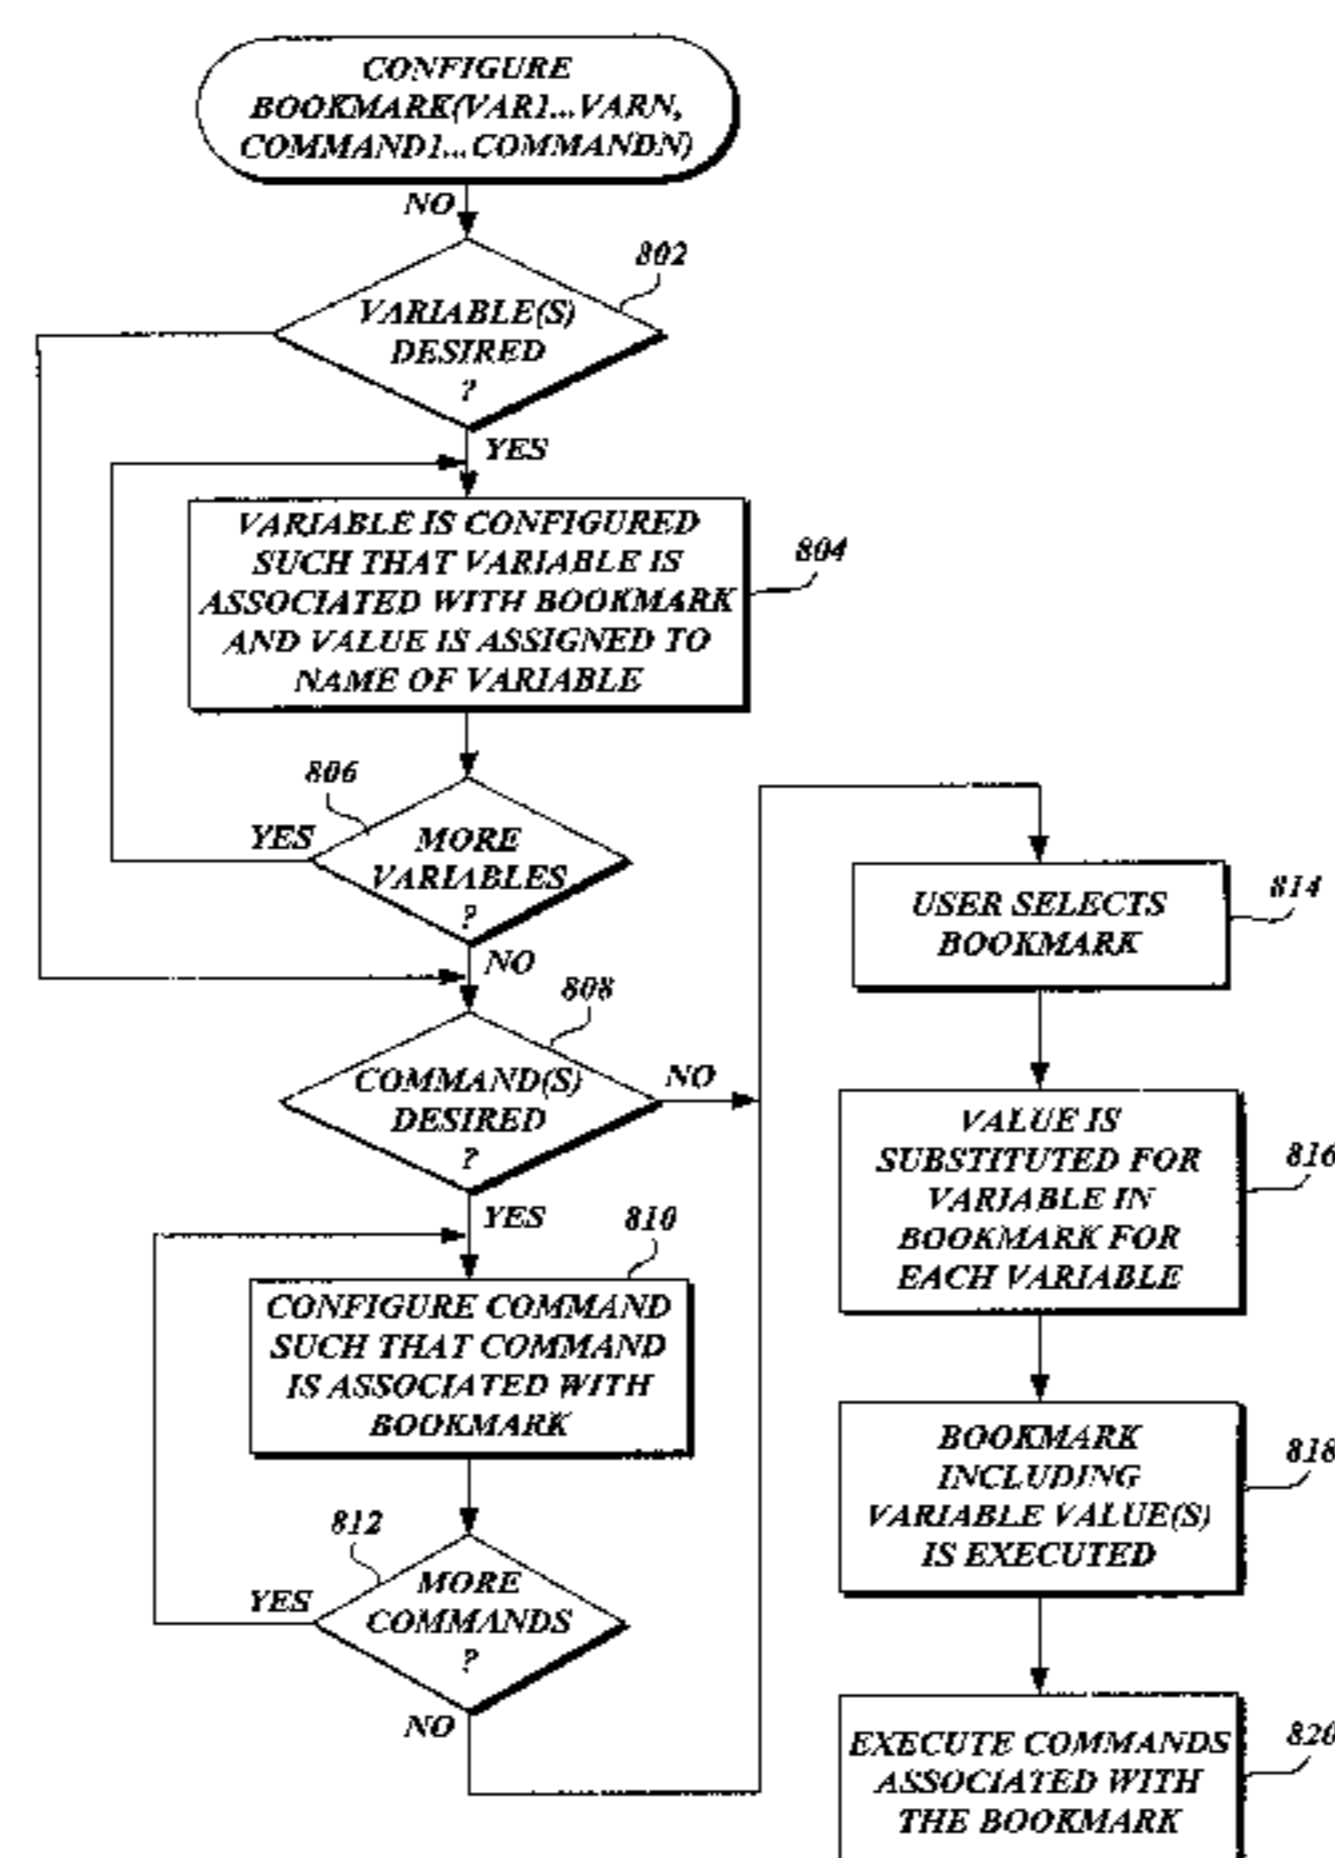 CONFIGURE
BOOKMARK(VAR1...VARN,
COMMAND1...COMMANDN)
NO
802
VARIABLE(S)
DESIRED
?
YES
VARIABLE IS CONFIGURED
SUCH THAT VARIABLE IS
ASSOCIATED WITH BOOKMARK
AND VALUE IS ASSIGNED TO
NAME OF VARIABLE
804
806
YES
MORE
VARIABLES
?
NO
808
COMMAND(S)
DESIRED
?
NO
YES
810
CONFIGURE COMMAND
SUCH THAT COMMAND
IS ASSOCIATED WITH
BOOKMARK
812
YES
MORE
COMMANDS
?
NO
USER SELECTS
BOOKMARK
814
VALUE IS
SUBSTITUTED FOR
VARIABLE IN
BOOKMARK FOR
EACH VARIABLE
816
BOOKMARK
INCLUDING
VARIABLE VALUE(S)
IS EXECUTED
818
EXECUTE COMMANDS
ASSOCIATED WITH
THE BOOKMARK
820